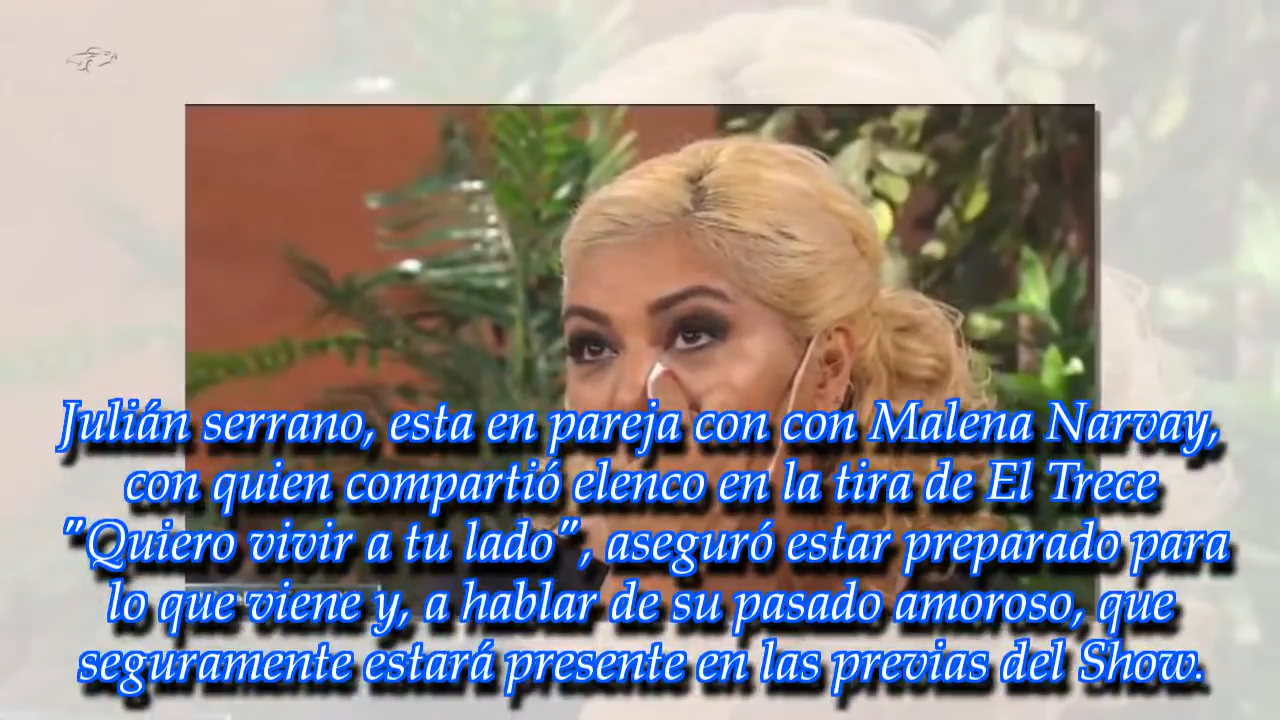 Julián serrano, esta en pareja con con Malena Narvay,
con quien compartió elenco en la tira de El Trece
"Quiero vivir a tu lado", aseguró estar preparado para
lo que viene y, a hablar de su pasado amoroso, que
seguramente estará presente en las previas del Show.